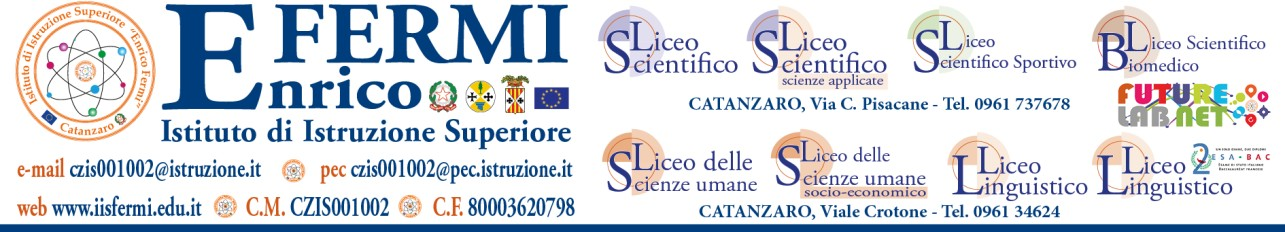 Istituto di Istruzione Superiore "Enrico Fermi"
Catanzaro
E FERMI
Enrico
Istituto di Istruzione Superiore
e-mail czis001002@istruzione.it pec czis001002@pec.istruzione.it
web www.iisfermi.edu.it C.M. CZIS001002 C.F. 80003620798
Liceo
Scientifico
Liceo
Scientifico
scienze applicate
Liceo
Scientifico Sportivo
Liceo Scientifico
Biomedico
CATANZARO, Via C. Pisacane - Tel. 0961 737678
FUTURE
LAB NET
Liceo delle
Scienze umane
Liceo delle
Scienze umane
socio-economico
Liceo
Linguistico
Liceo
Linguistico
2
ESA • BAC
CATANZARO, Viale Crotone - Tel. 0961 34624